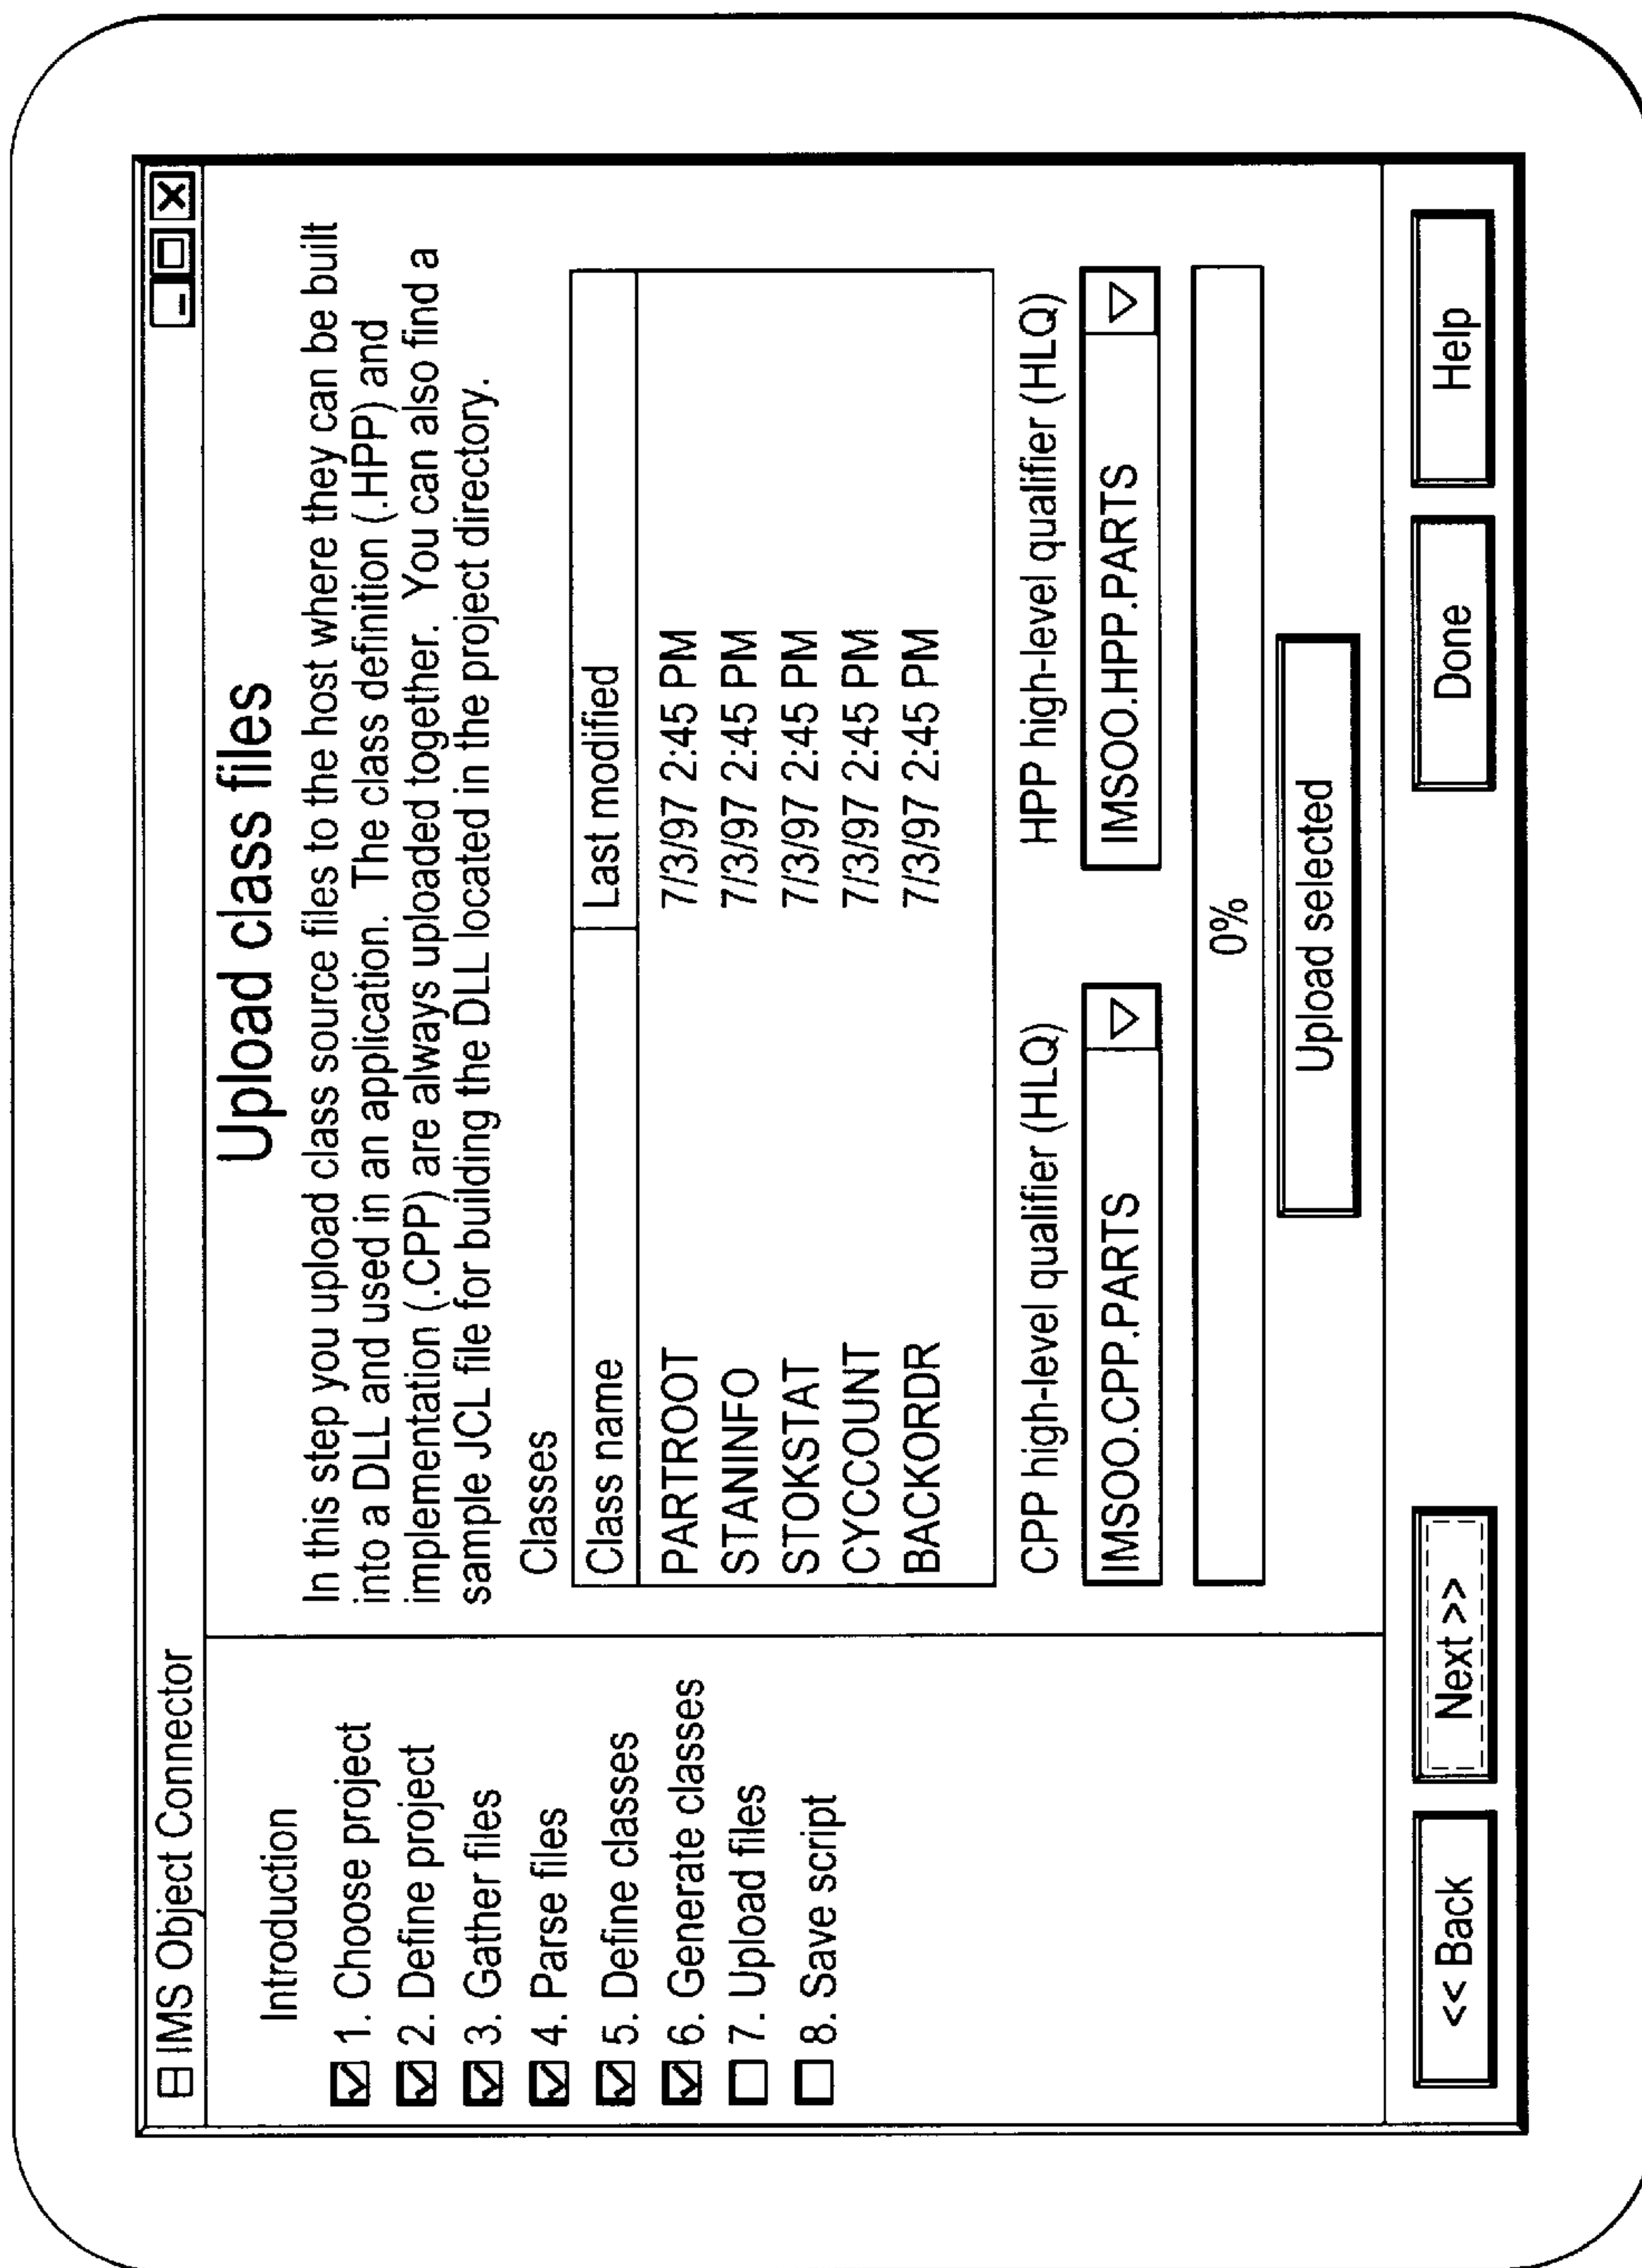 IMS Object Connector
Introduction
1. Choose project
2. Define project
3. Gather files
4. Parse files
5. Define classes
6. Generate classes
7. Upload files
8. Save script
Upload class files
In this step you upload class source files to the host where they can be built
into a DLL and used in an application. The class definition (.HPP) and
implementation (.CPP) are always uploaded together. You can also find a
sample JCL file for building the DLL located in the project directory.
Classes
Class name Last modified
PARTROOT 7/3/97 2:45 PM
STANINFO 7/3/97 2:45 PM
STOKSTAT 7/3/97 2:45 PM
CYCCOUNT 7/3/97 2:45 PM
BACKORDR 7/3/97 2:45 PM
CPP high-level qualifier (HLQ) HPP high-level qualifier (HLQ)
IMSOO.CPP.PARTS IMSOO.HPP.PARTS
0%
Upload selected
<< Back Next >> Done Help